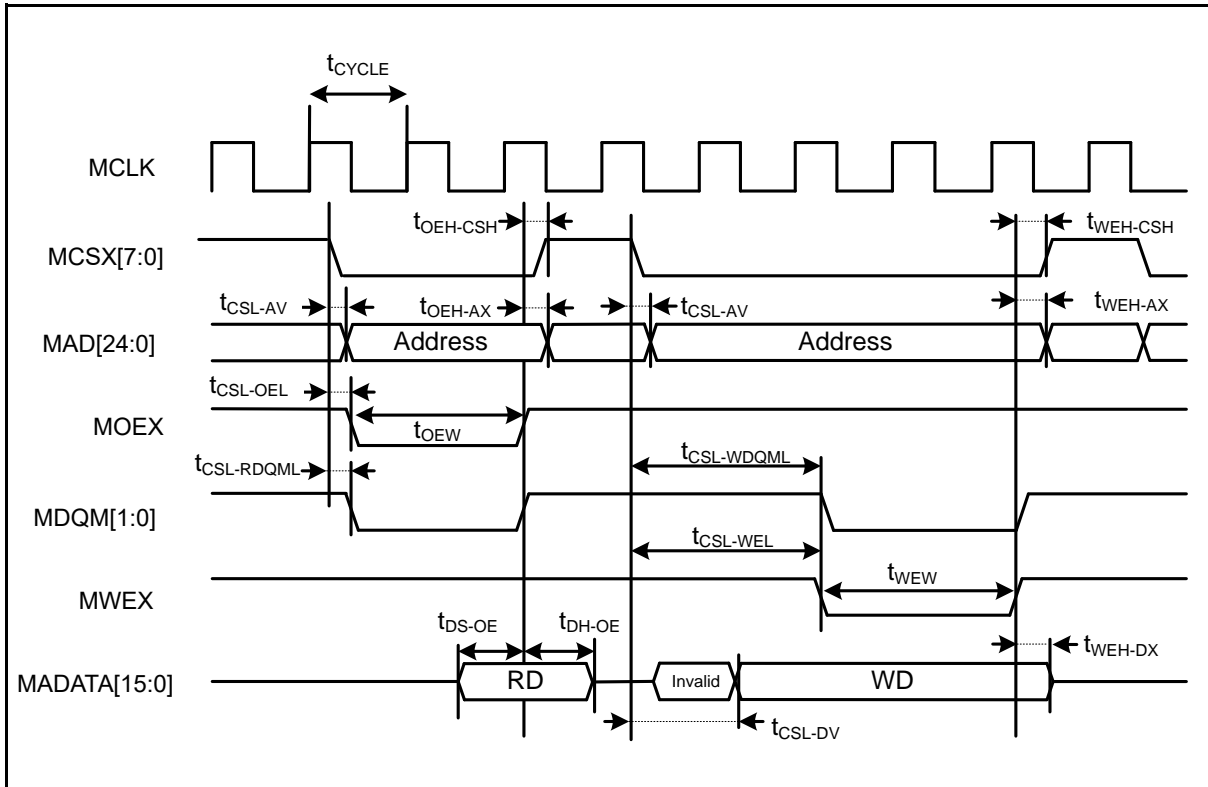 tCYCLE
MCLK
tOEH-CSH
tWEH-CSH
MCSX[7:0]
tCSL-AV
tOEH-AX
tCSL-AV
tWEH-AX
MAD[24:0]
Address
Address
tCSL-OEL
MOEX
tOEW
tCSL-WDQML
tCSL-RDQML
MDQM[1:0]
tCSL-WEL
tWEW
MWEX
tDS-OE
tDH-OE
tWEH-DX
MADATA[15:0]
RD
Invalid
WD
tCSL-DV